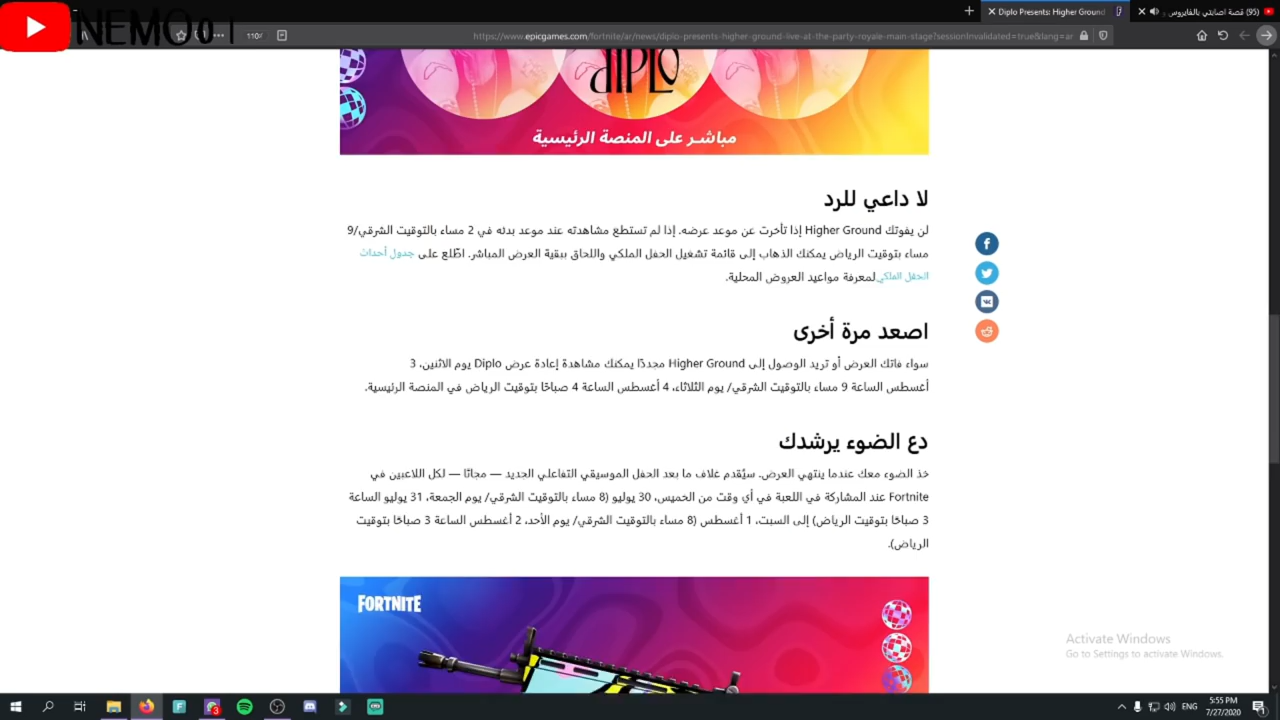 NEMO01
Diplo Presents: Higher Ground
(95) قصة اصابتي بالفايروس و
110%
https://www.epicgames.com/fortnite/ar/news/diplo-presents-higher-ground-live-at-the-party-royale-main-stage?sessionInvalidated=true&lang=ar
DIPLO
مباشر على المنصة الرئيسية
لا داعي للرد
لن يفوتك Higher Ground إذا تأخرت عن موعد عرضه. إذا لم تستطع مشاهدته عند موعد بدئه في 2 مساء بالتوقيت الشرقي/9
مساء بتوقيت الرياض يمكنك الذهاب إلى قائمة تشغيل الحفل الملكي واللحاق ببقية العرض المباشر. اطّلع على جدول أحداث
الحفل الملكي لمعرفة مواعيد العروض المحلية.
اصعد مرة أخرى
سواء فاتك العرض أو تريد الوصول إلى Higher Ground مجددًا يمكنك مشاهدة إعادة عرض Diplo يوم الاثنين، 3
أغسطس الساعة 9 مساء بالتوقيت الشرقي/ يوم الثلاثاء، 4 أغسطس الساعة 4 صباحًا بتوقيت الرياض في المنصة الرئيسية.
دع الضوء يرشدك
خذ الضوء معك عندما ينتهي العرض. سيُقدم غلاف ما بعد الحفل الموسيقي التفاعلي الجديد — مجانًا — لكل اللاعبين في
Fortnite عند المشاركة في اللعبة في أي وقت من الخميس، 30 يوليو (8 مساء بالتوقيت الشرقي/ يوم الجمعة، 31 يوليو الساعة
3 صباحًا بتوقيت الرياض) إلى السبت، 1 أغسطس (8 مساء بالتوقيت الشرقي/ يوم الأحد، 2 أغسطس الساعة 3 صباحًا بتوقيت
الرياض).
FORTNITE
Activate Windows
Go to Settings to activate Windows.
ENG
5:55 PM
7/27/2020